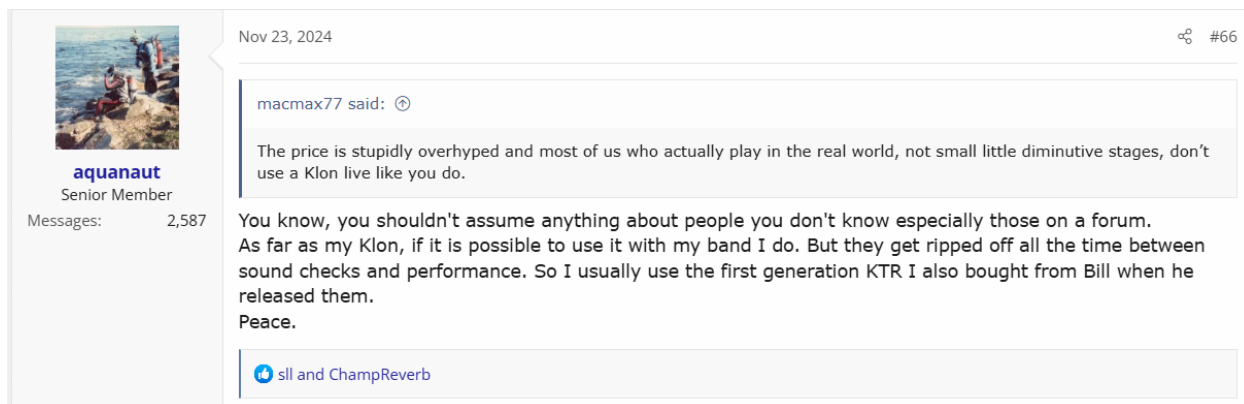 Nov 23, 2024
#66
macmax77 said:
The price is stupidly overhyped and most of us who actually play in the real world, not small little diminutive stages, don’t
use a Klon live like you do.
aquanaut
Senior Member
Messages: 2,587
You know, you shouldn't assume anything about people you don't know especially those on a forum.
As far as my Klon, if it is possible to use it with my band I do. But they get ripped off all the time between
sound checks and performance. So I usually use the first generation KTR I also bought from Bill when he
released them.
Peace.
sll and ChampReverb